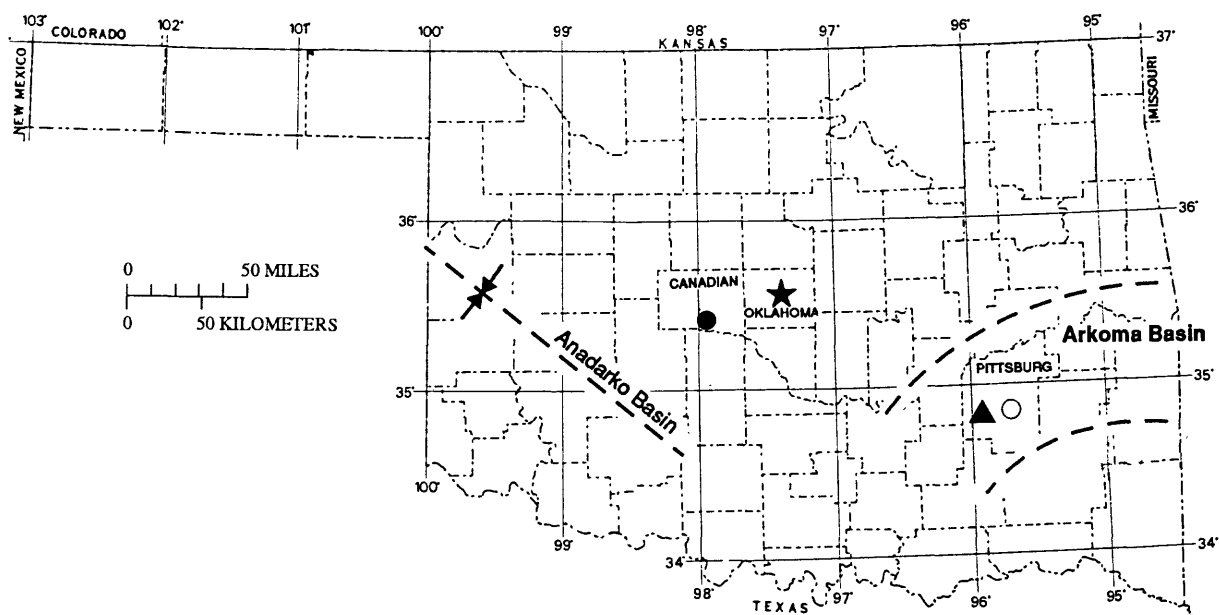 103° 102° 101° 100° 99° 98° 97° 96° 95°
COLORADO
KANSAS
37°
NEW MEXICO
MISSOURI
36° 36°
0 50 MILES
0 50 KILOMETERS
CANADIAN
OKLAHOMA
Anadarko Basin
Arkoma Basin
PITTSBURG
35° 35°
100°
99°
34° 34°
98° 97° 96° 95°
TEXAS